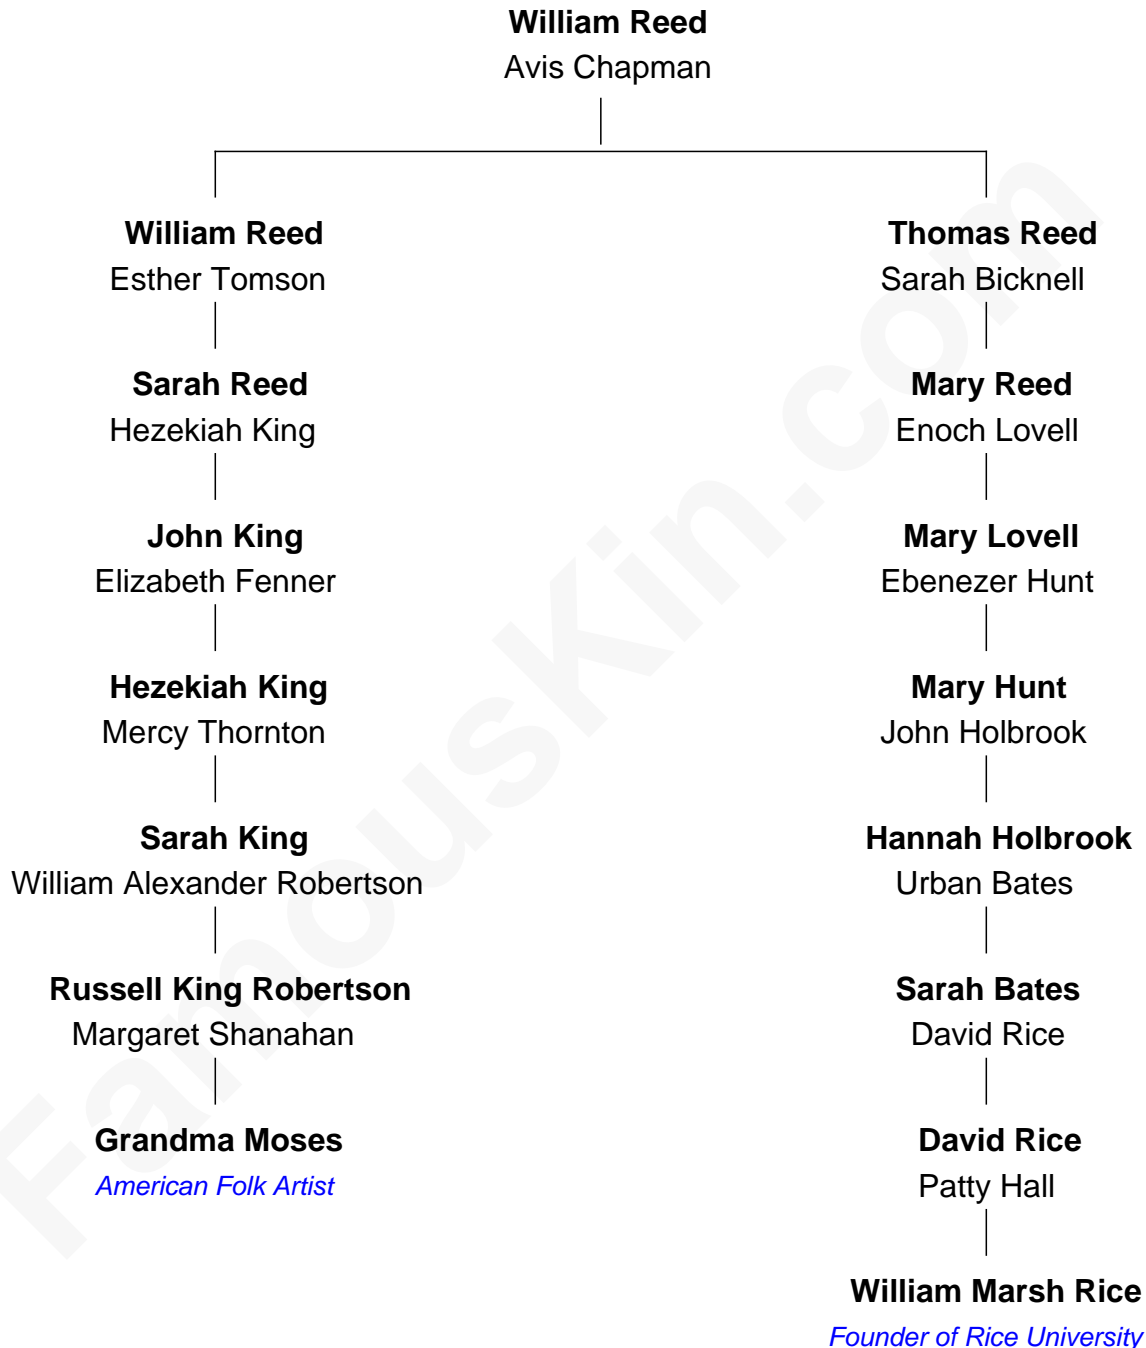 William Reed
Avis Chapman
William Reed
Esther Tomson
Thomas Reed
Sarah Bicknell
Sarah Reed
Hezekiah King
Mary Reed
Enoch Lovell
John King
Elizabeth Fenner
Mary Lovell
Ebenezer Hunt
Hezekiah King
Mercy Thornton
Mary Hunt
John Holbrook
Sarah King
William Alexander Robertson
Hannah Holbrook
Urban Bates
Russell King Robertson
Margaret Shanahan
Sarah Bates
David Rice
Grandma Moses
American Folk Artist
David Rice
Patty Hall
William Marsh Rice
Founder of Rice University
FamousKin.com